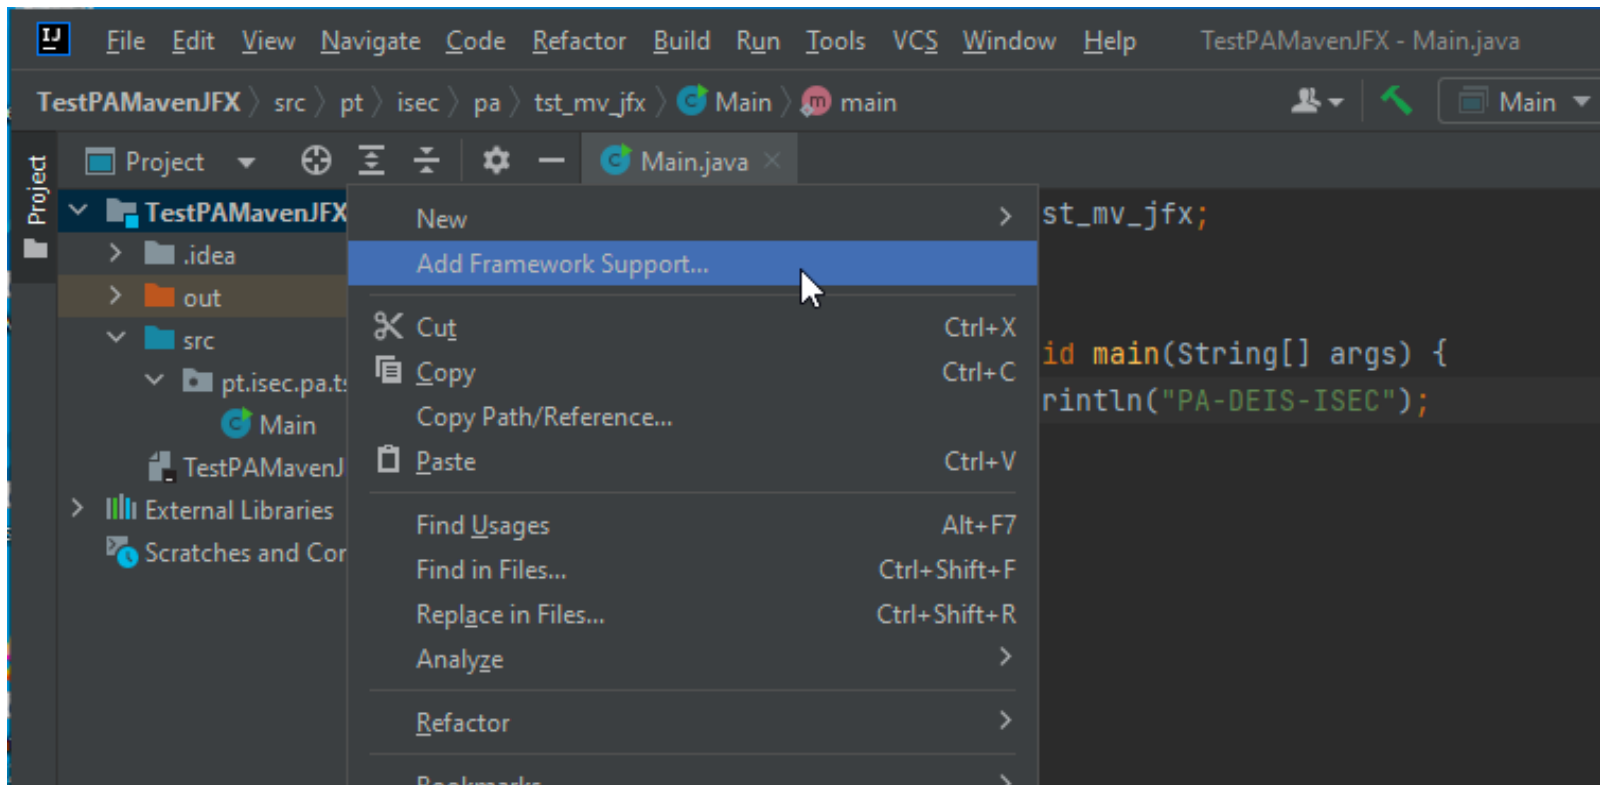 IJ File Edit View Navigate Code Refactor Build Run Tools VCS Window Help TestPAMavenJFX - Main.java
TestPAMavenJFX src pt isec pa tst_mv_jfx C Main m main Main
Project
Project
C Main.java
TestPAMavenJFX
.idea
out
src
pt.isec.pa.ts
C Main
TestPAMavenJ
External Libraries
Scratches and Con
New
Add Framework Support...
Cut Ctrl+X
Copy Ctrl+C
Copy Path/Reference...
Paste Ctrl+V
Find Usages Alt+F7
Find in Files... Ctrl+Shift+F
Replace in Files... Ctrl+Shift+R
Analyze
Refactor
Bookmarks
st_mv_jfx;
id main(String[] args) {
rintln("PA-DEIS-ISEC");